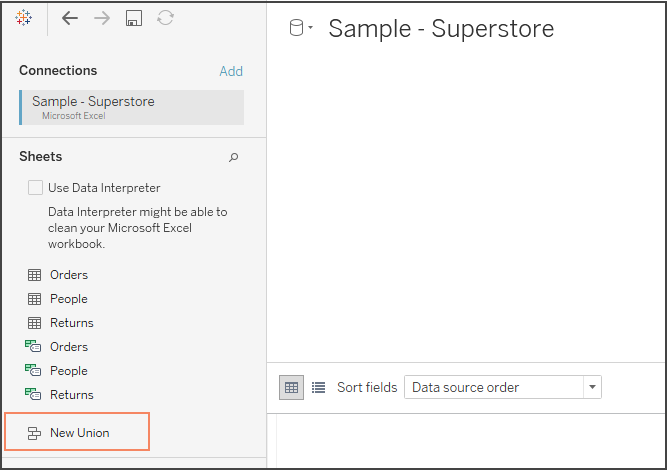 Sample - Superstore
Connections
Add
Sample - Superstore
Microsoft Excel
Sheets
Use Data Interpreter
Data Interpreter might be able to
clean your Microsoft Excel
workbook.
Orders
People
Returns
Orders
People
Returns
New Union
Sort fields
Data source order